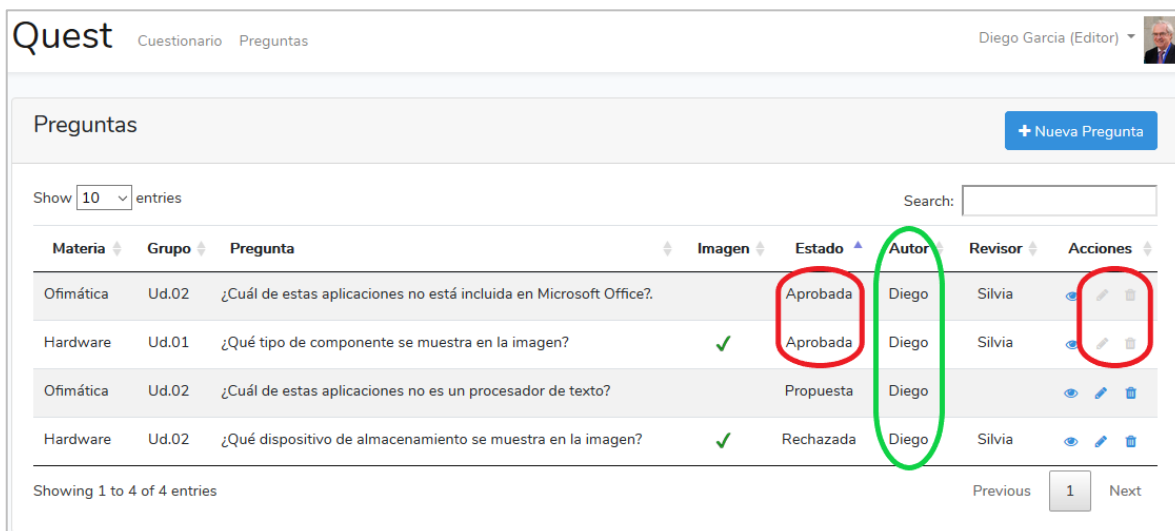 Quest Cuestionario Preguntas Diego Garcia (Editor)
Preguntas + Nueva Pregunta
Show 10 entries Search:
Materia Grupo Pregunta Imagen Estado Autor Revisor Acciones
Ofimática Ud.02 ¿Cuál de estas aplicaciones no está incluida en Microsoft Office?. Aprobada Diego Silvia
Hardware Ud.01 ¿Qué tipo de componente se muestra en la imagen? ✓ Aprobada Diego Silvia
Ofimática Ud.02 ¿Cuál de estas aplicaciones no es un procesador de texto? Propuesta Diego
Hardware Ud.02 ¿Qué dispositivo de almacenamiento se muestra en la imagen? ✓ Rechazada Diego Silvia
Showing 1 to 4 of 4 entries Previous 1 Next